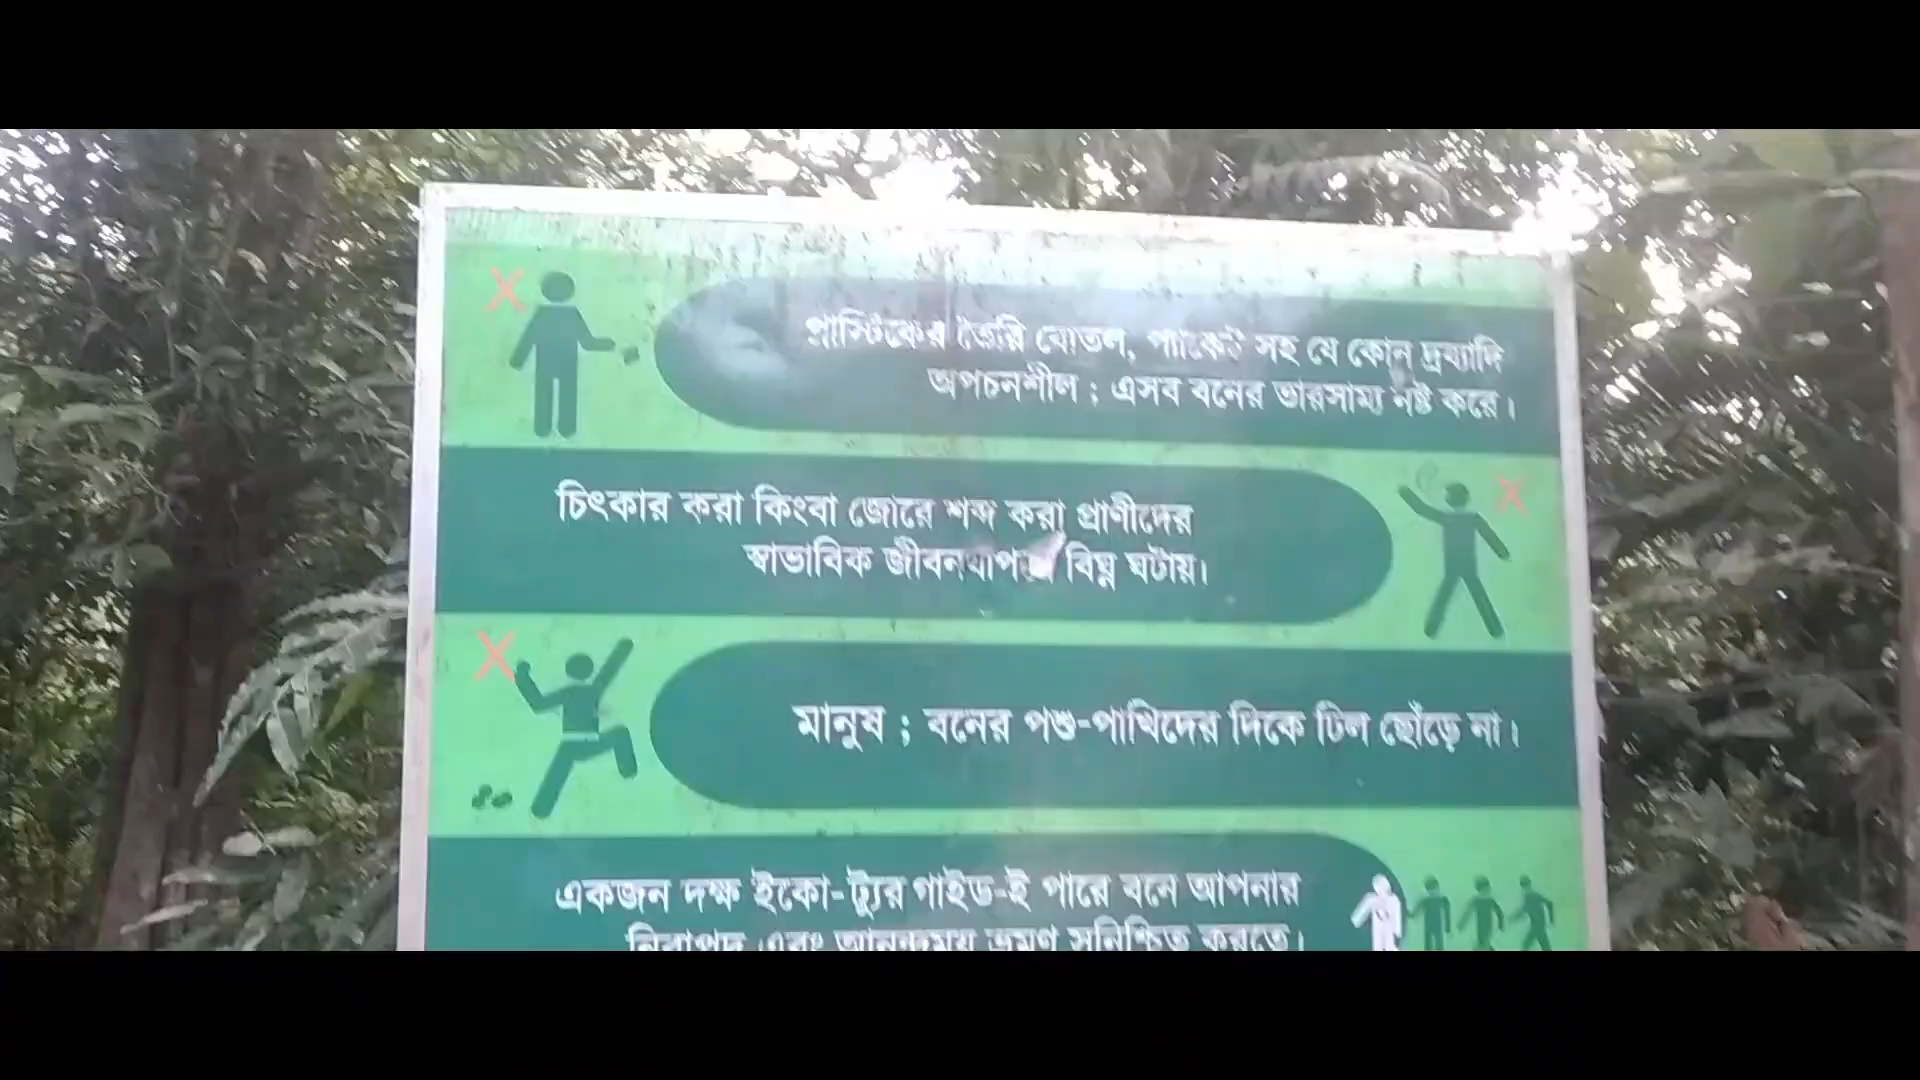 প্লাস্টিকের তৈরি বোতল, প্যাকেট সহ যে কোন দ্রব্যাদি
অপচনশীল ; এসব বনের ভারসাম্য নষ্ট করে।
চিৎকার করা কিংবা জোরে শব্দ করা প্রাণীদের
স্বাভাবিক জীবনযাপনে বিঘ্ন ঘটায়।
মানুষ ; বনের পশু-পাখিদের দিকে ঢিল ছোঁড়ে না।
একজন দক্ষ ইকো-ট্যুর গাইড-ই পারে বনে আপনার
নিরাপদ এবং আনন্দময় ভ্রমণ সুনিশ্চিত করতে।